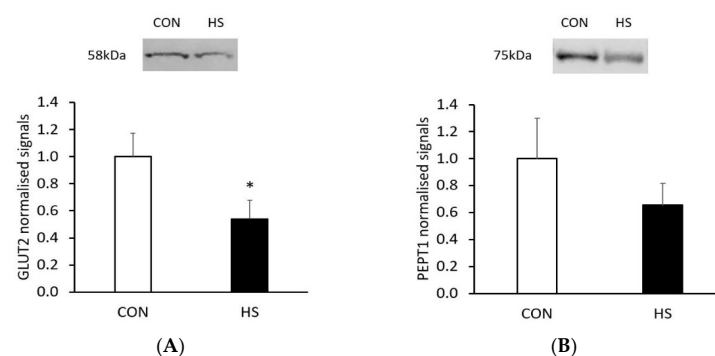 CON HS
58kDa
GLUT2 normalised signals
1.4
1.2
1.0
0.8
0.6
0.4
0.2
0.0
*
CON HS
(A)
CON HS
75kDa
PEPT1 normalised signals
1.4
1.2
1.0
0.8
0.6
0.4
0.2
0.0
CON HS
(B)